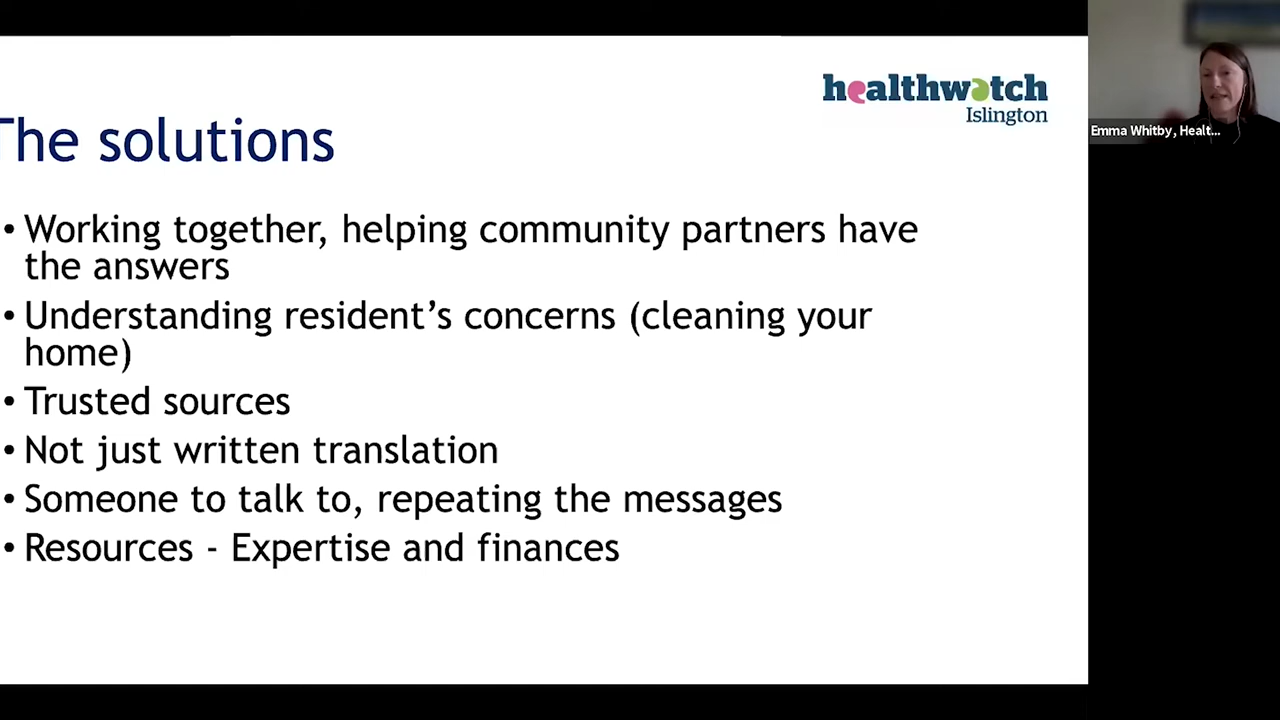 healthwatch
Islington
The solutions
• Working together, helping community partners have
the answers
• Understanding resident’s concerns (cleaning your
home)
• Trusted sources
• Not just written translation
• Someone to talk to, repeating the messages
• Resources - Expertise and finances
Emma Whitby, Healt...